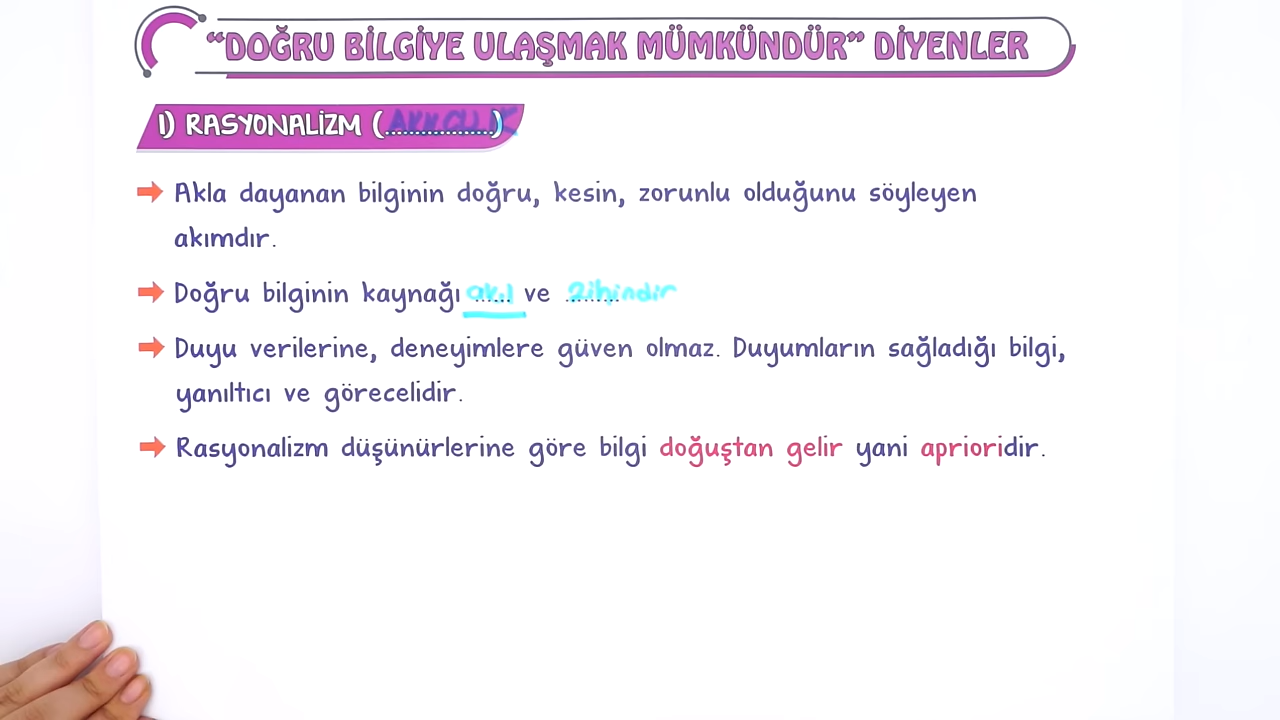 "DOĞRU BİLGİYE ULAŞMAK MÜMKÜNDÜR" DİYENLER
1) RASYONALİZM (AKILCILIK)
Akla dayanan bilginin doğru, kesin, zorunlu olduğunu söyleyen
akımdır.
Doğru bilginin kaynağı akıl ve zihindir
Duyu verilerine, deneyimlere güven olmaz. Duyumların sağladığı bilgi,
yanıltıcı ve görecelidir.
Rasyonalizm düşünürlerine göre bilgi doğuştan gelir yani aprioridir.